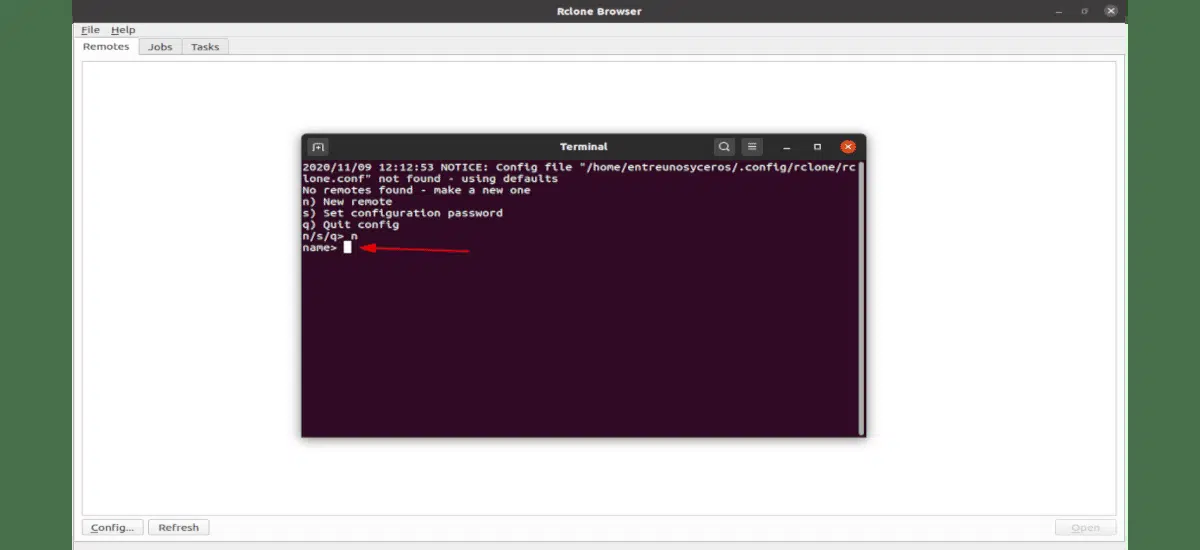 Rclone Browser
File Help
Remotes Jobs Tasks
Terminal
2020/11/09 12:12:53 NOTICE: Config file "/home/entreunosyceros/.config/rclone/rc
lone.conf" not found - using defaults
No remotes found - make a new one
n) New remote
s) Set configuration password
q) Quit config
n/s/q> n
name>
Config... Refresh Open